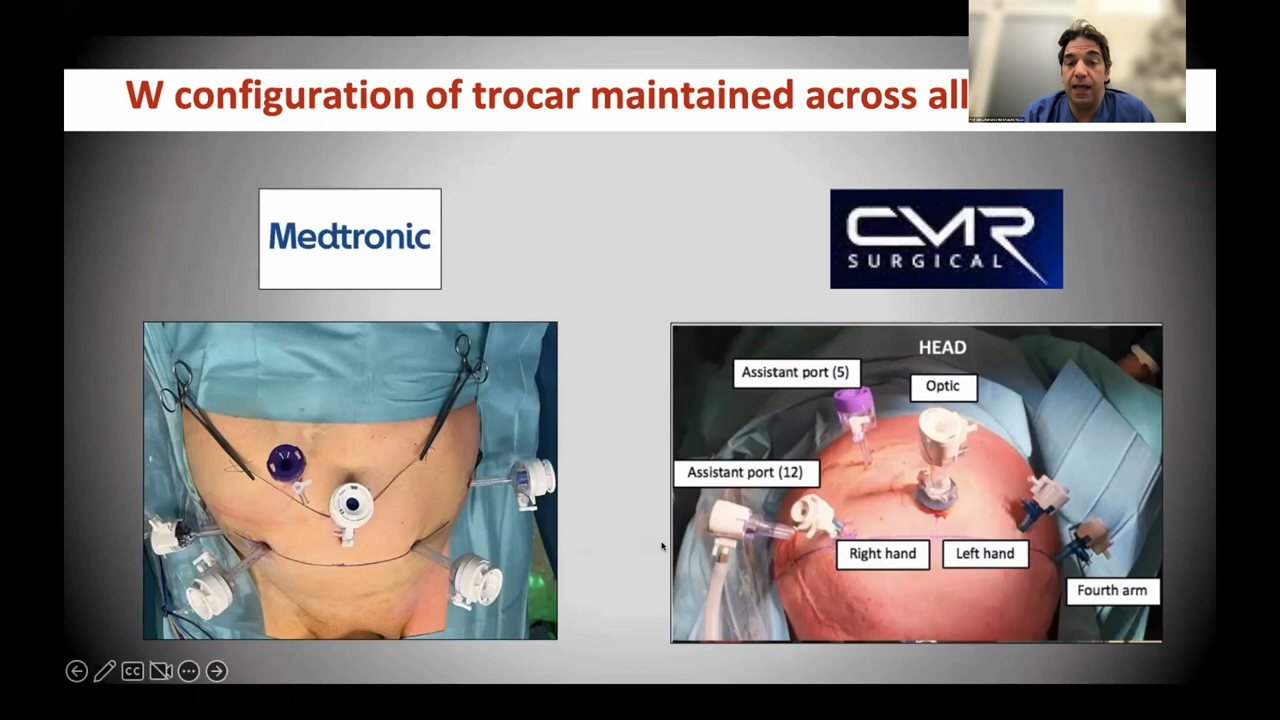 W configuration of trocar maintained across all
Medtronic
CMR
SURGICAL
HEAD
Assistant port (5)
Optic
Assistant port (12)
Right hand
Left hand
Fourth arm
CC